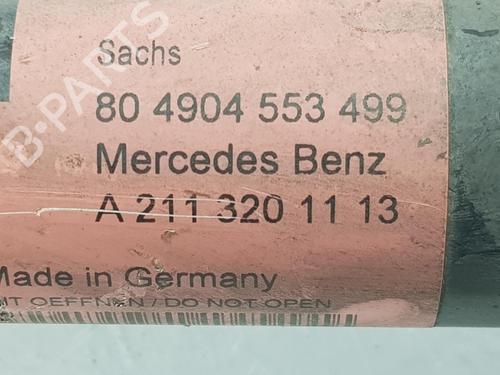 B-PARTS
Sachs
80 4904 553 499
Mercedes Benz
A 211 320 11 13
Made in Germany
OEFFNEN / DO NOT OPEN